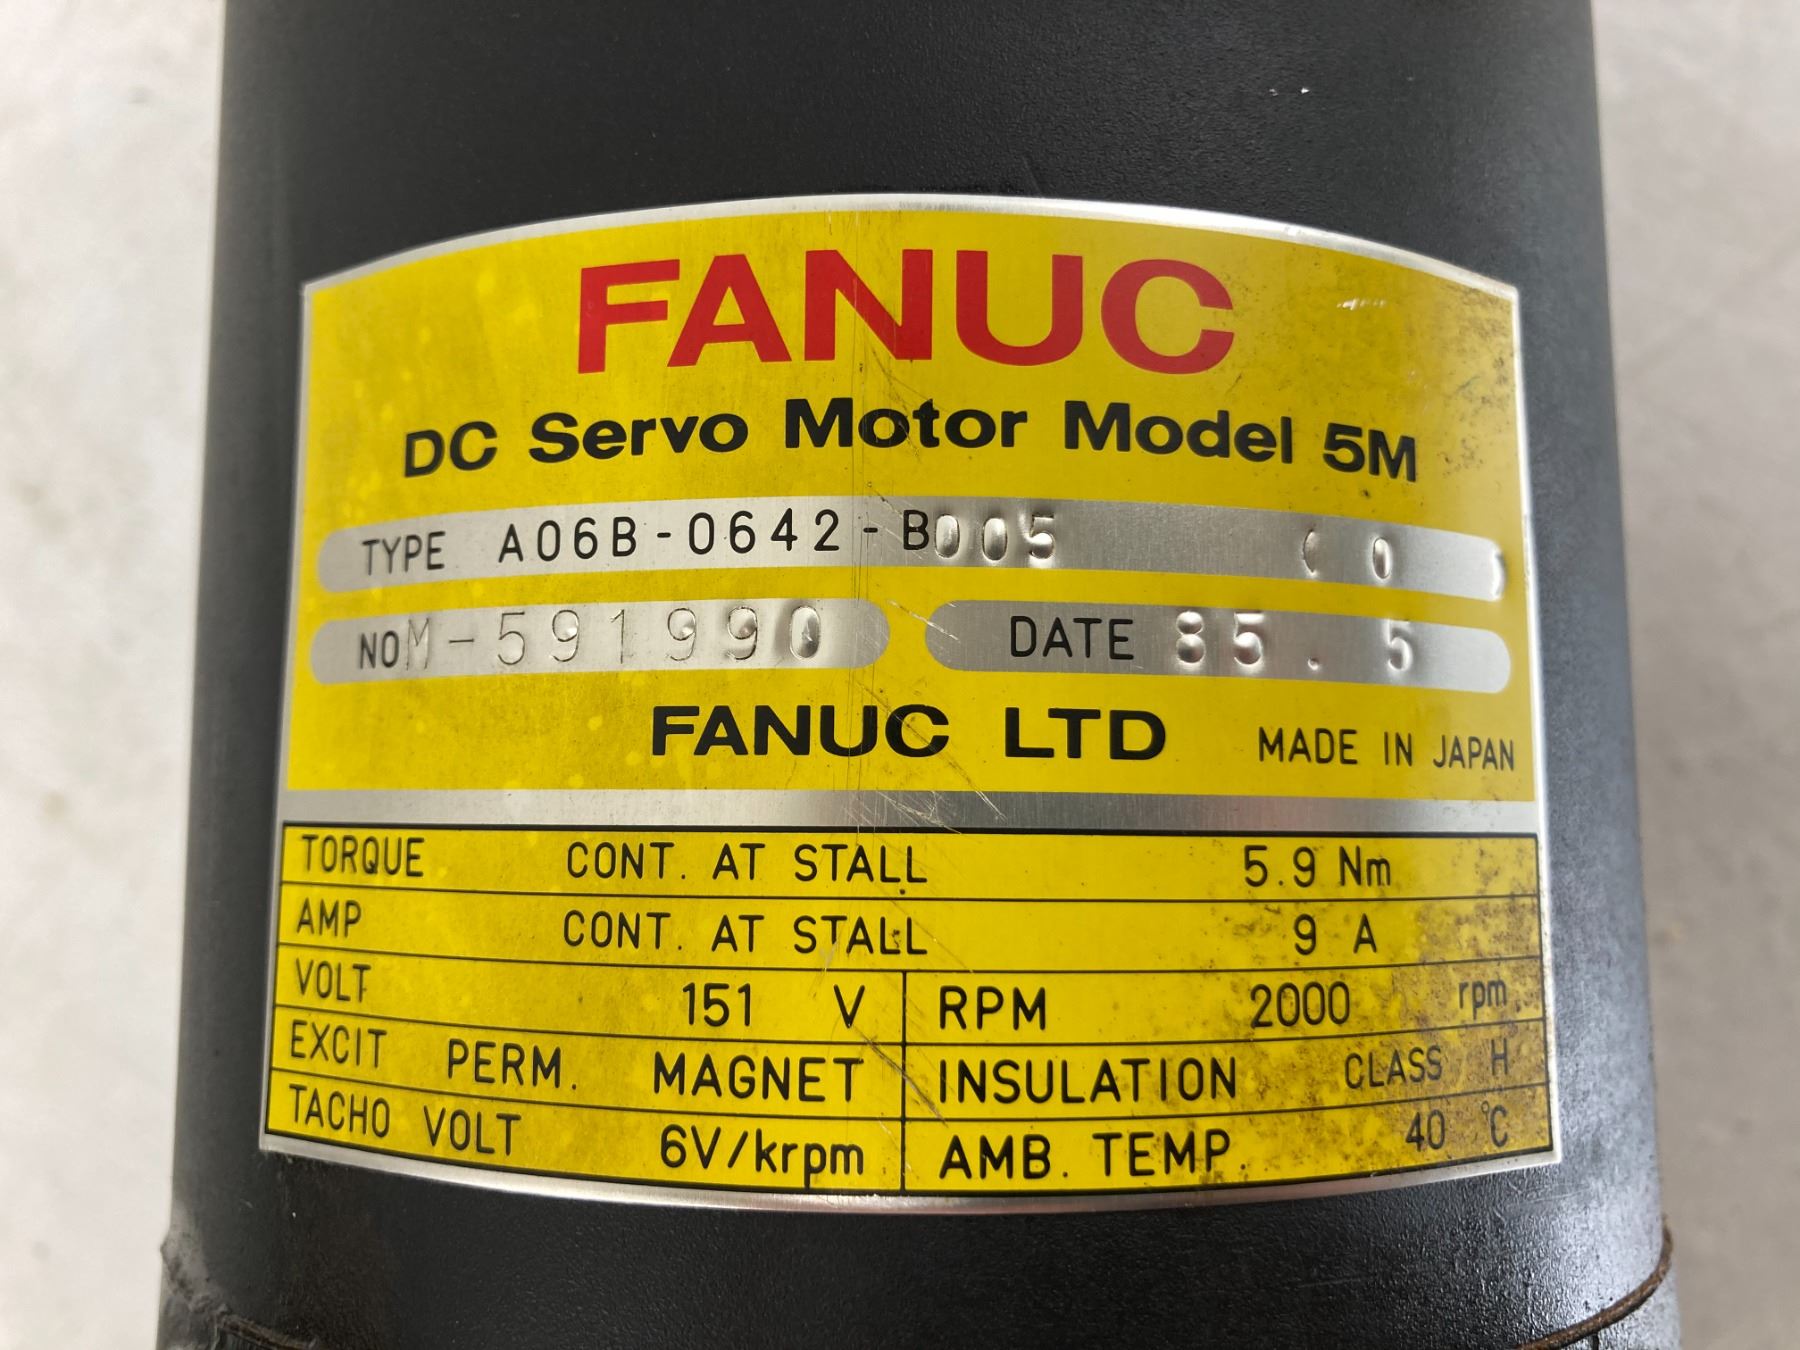 FANUC
DC Servo Motor Model 5M
TYPE A06B-0642-B005 ( 0 )
NO M-591990 DATE 85. 5
FANUC LTD MADE IN JAPAN
TORQUE CONT. AT STALL 5.9 Nm
AMP CONT. AT STALL 9 A
VOLT 151 V RPM 2000 rpm
EXCIT PERM. MAGNET INSULATION CLASS H
TACHO VOLT 6V/krpm AMB. TEMP. 40 ℃